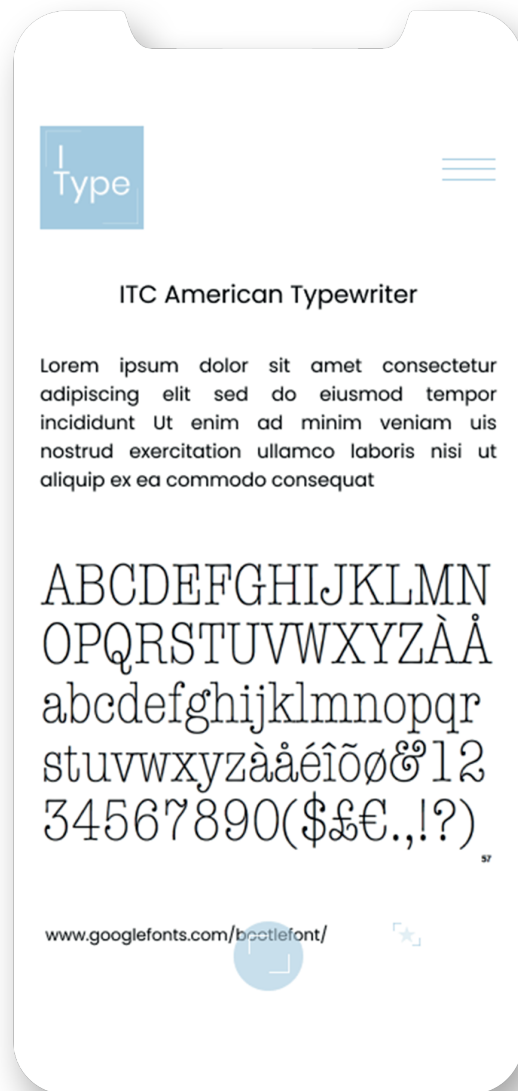 I
Type
ITC American Typewriter
Lorem ipsum dolor sit amet consectetur
adipiscing elit sed do eiusmod tempor
incididunt Ut enim ad minim veniam uis
nostrud exercitation ullamco laboris nisi ut
aliquip ex ea commodo consequat
ABCDEFGHIJKLMN
OPQRSTUVWXYZÀÅ
abcdefghijklmnopqr
stuvwxyzàåéîõø&12
34567890($£€.,!?)
57
www.googlefonts.com/bootlefont/